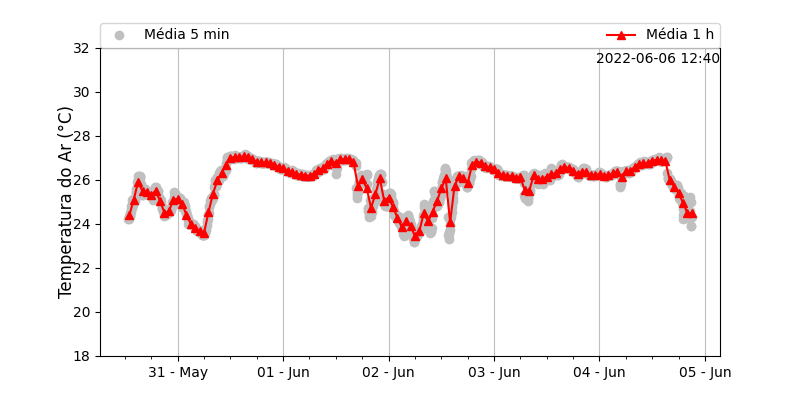 Média 5 min
Média 1 h
2022-06-06 12:40
Temperatura do Ar (°C)
32
30
28
26
24
22
20
18
31 - May
01 - Jun
02 - Jun
03 - Jun
04 - Jun
05 - Jun